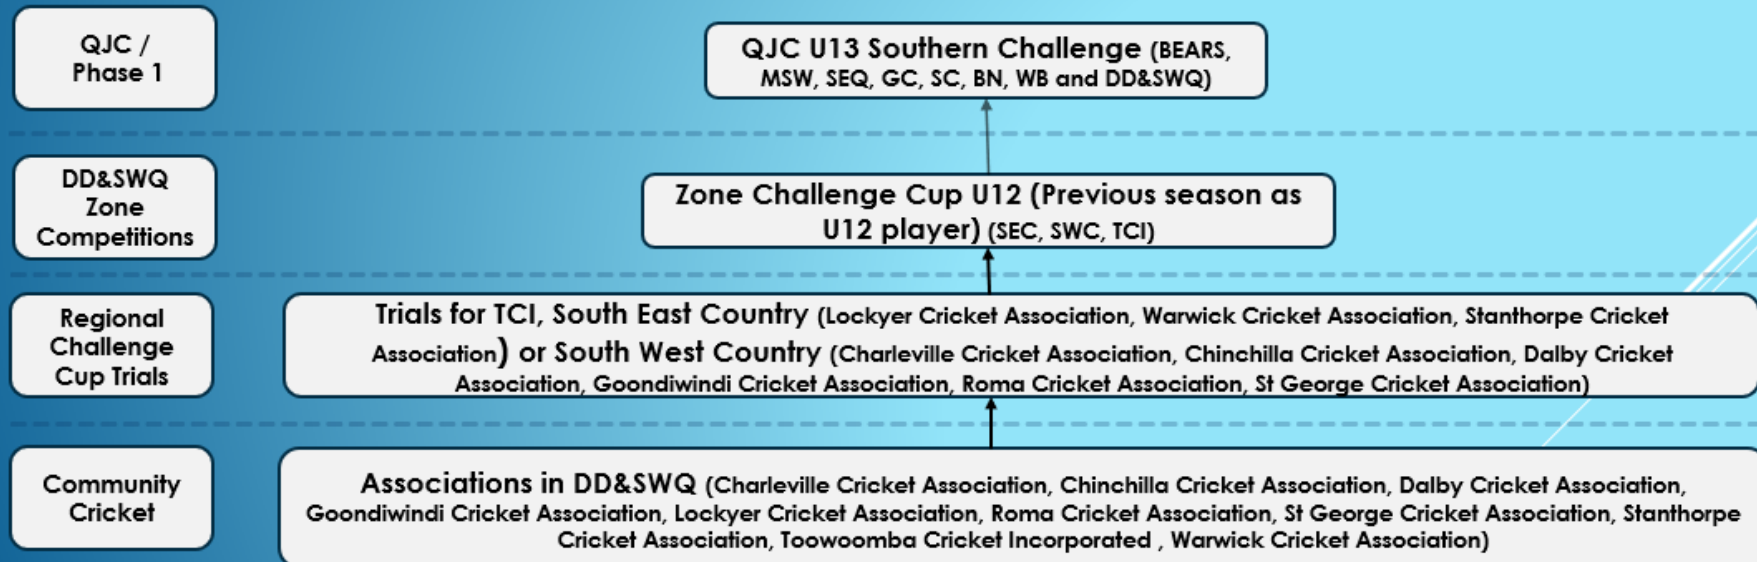 QJC /
Phase 1
QJC U13 Southern Challenge (BEARS,
MSW, SEQ, GC, SC, BN, WB and DD&SWQ)
DD&SWQ
Zone
Competitions
Zone Challenge Cup U12 (Previous season as
U12 player) (SEC, SWC, TCI)
Regional
Challenge
Cup Trials
Trials for TCI, South East Country (Lockyer Cricket Association, Warwick Cricket Association, Stanthorpe Cricket
Association) or South West Country (Charleville Cricket Association, Chinchilla Cricket Association, Dalby Cricket
Association, Goondiwindi Cricket Association, Roma Cricket Association, St George Cricket Association)
Community
Cricket
Associations in DD&SWQ (Charleville Cricket Association, Chinchilla Cricket Association, Dalby Cricket Association,
Goondiwindi Cricket Association, Lockyer Cricket Association, Roma Cricket Association, St George Cricket Association, Stanthorpe
Cricket Association, Toowoomba Cricket Incorporated , Warwick Cricket Association)